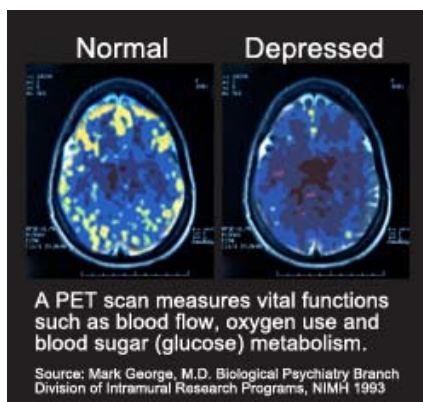 Normal
Depressed
A PET scan measures vital functions
such as blood flow, oxygen use and
blood sugar (glucose) metabolism.
Source: Mark George, M.D. Biological Psychiatry Branch
Division of Intramural Research Programs, NIMH 1993